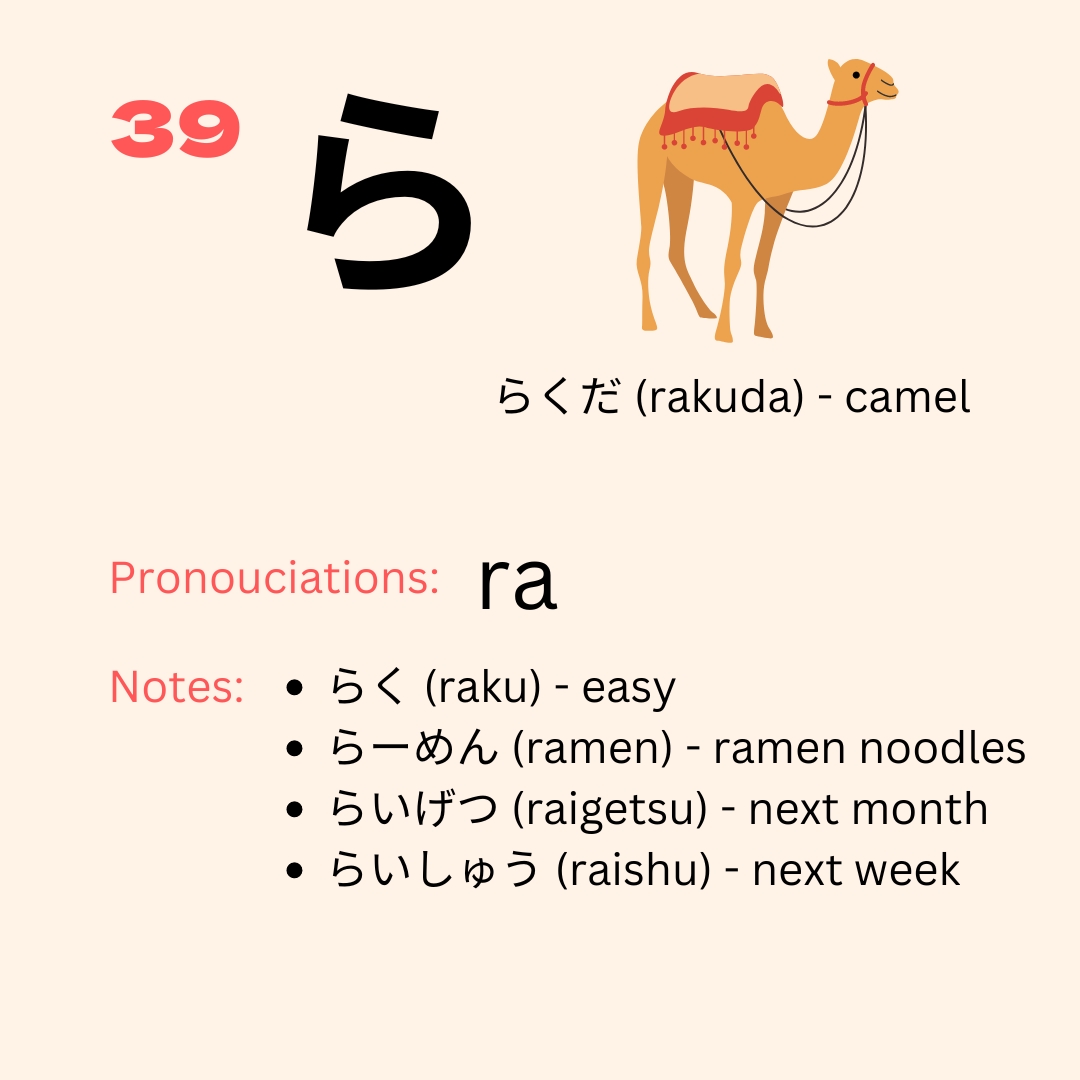 39
ら
らくだ (rakuda) - camel
Pronouciations: ra
Notes:
• らく (raku) - easy
• らーめん (ramen) - ramen noodles
• らいげつ (raigetsu) - next month
• らいしゅう (raishu) - next week